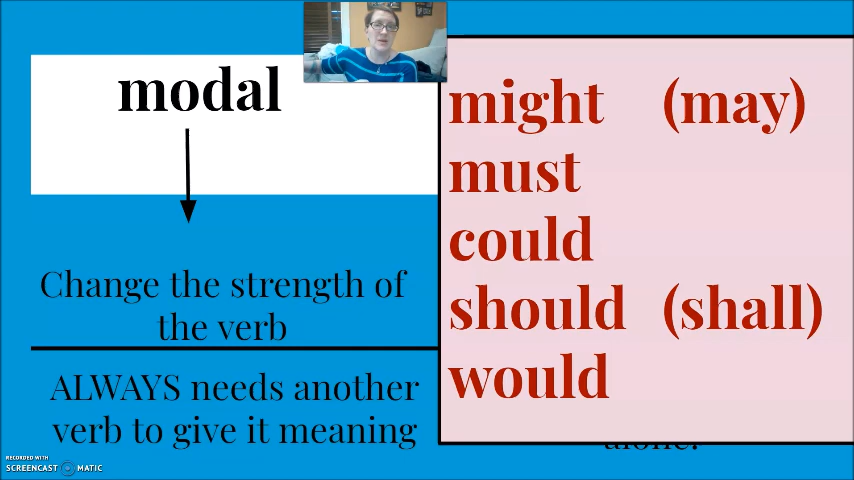 modal
might (may)
must
could
should (shall)
would
Change the strength of
the verb
ALWAYS needs another
verb to give it meaning
alone.
RECORDED WITH
SCREENCAST MATIC